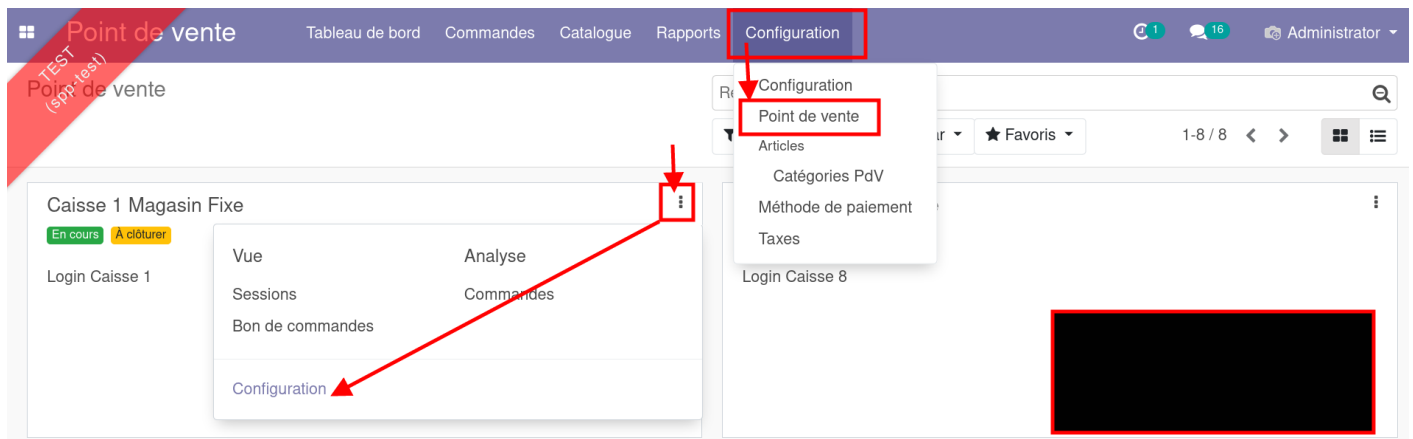 Point de vente Tableau de bord Commandes Catalogue Rapports Configuration 1 16 Administrator
TEST
(spp-test)
Point de vente
Configuration
Point de vente
Articles
Catégories PdV
Méthode de paiement
Taxes
Favoris 1-8 / 8
Caisse 1 Magasin Fixe
En cours À clôturer
Login Caisse 1
Vue Analyse
Sessions Commandes
Bon de commandes
Configuration
Login Caisse 8